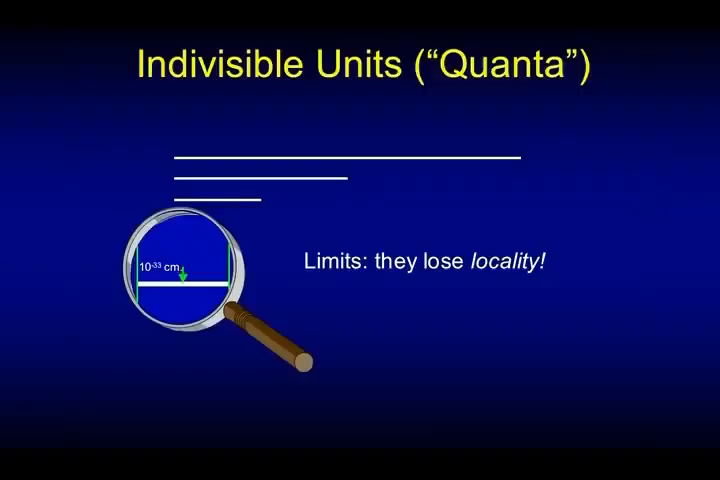 Indivisible Units (“Quanta”)
10-33 cm.
Limits: they lose locality!